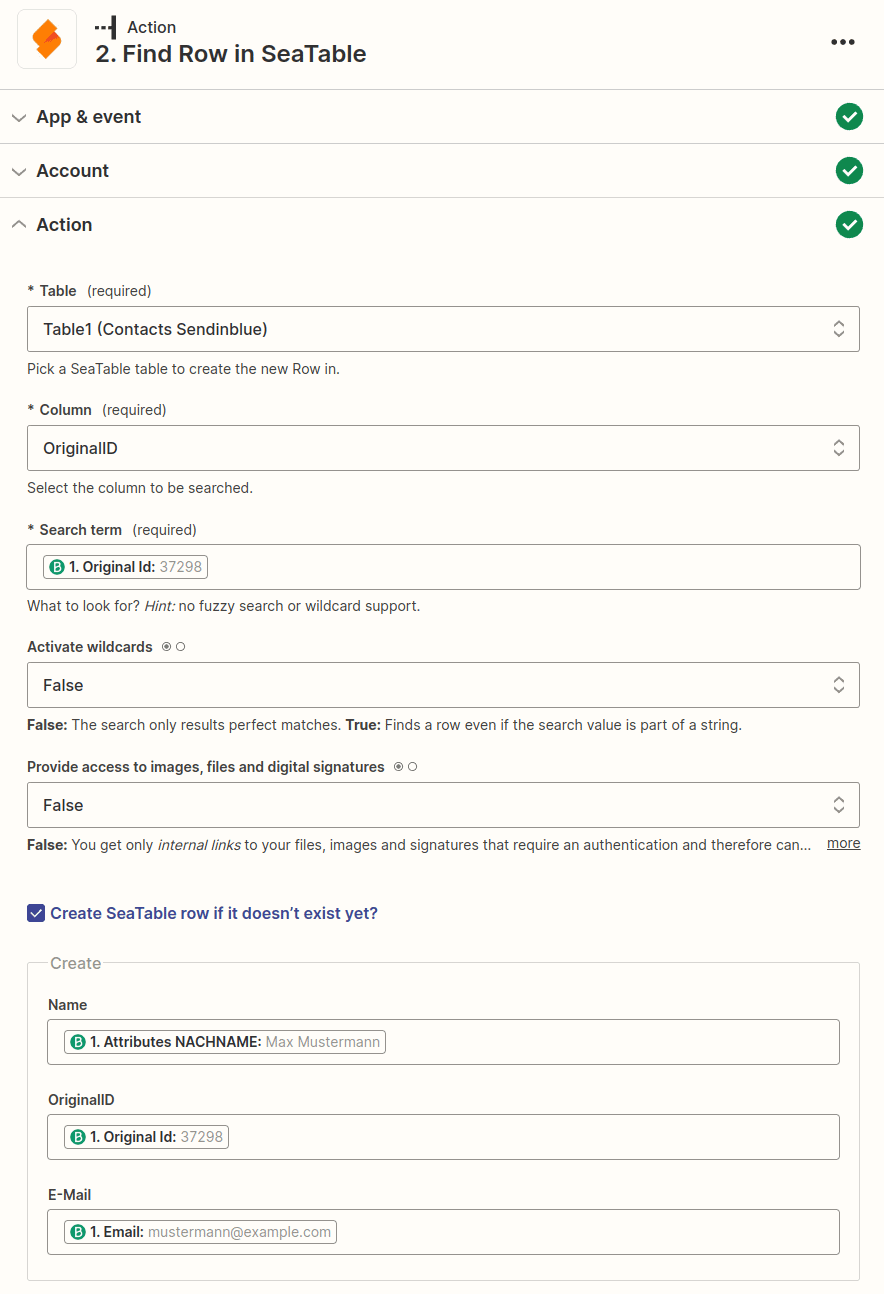 Action
2. Find Row in SeaTable
App & event
Account
Action
* Table (required)
Table1 (Contacts Sendinblue)
Pick a SeaTable table to create the new Row in.
* Column (required)
OriginalID
Select the column to be searched.
* Search term (required)
B 1. Original Id: 37298
What to look for? Hint: no fuzzy search or wildcard support.
Activate wildcards
False
False: The search only results perfect matches. True: Finds a row even if the search value is part of a string.
Provide access to images, files and digital signatures
False
False: You get only internal links to your files, images and signatures that require an authentication and therefore can... more
Create SeaTable row if it doesn’t exist yet?
Create
Name
B 1. Attributes NACHNAME: Max Mustermann
OriginalID
B 1. Original Id: 37298
E-Mail
B 1. Email: mustermann@example.com